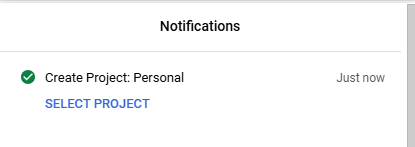 Notifications
Create Project: Personal Just now
SELECT PROJECT